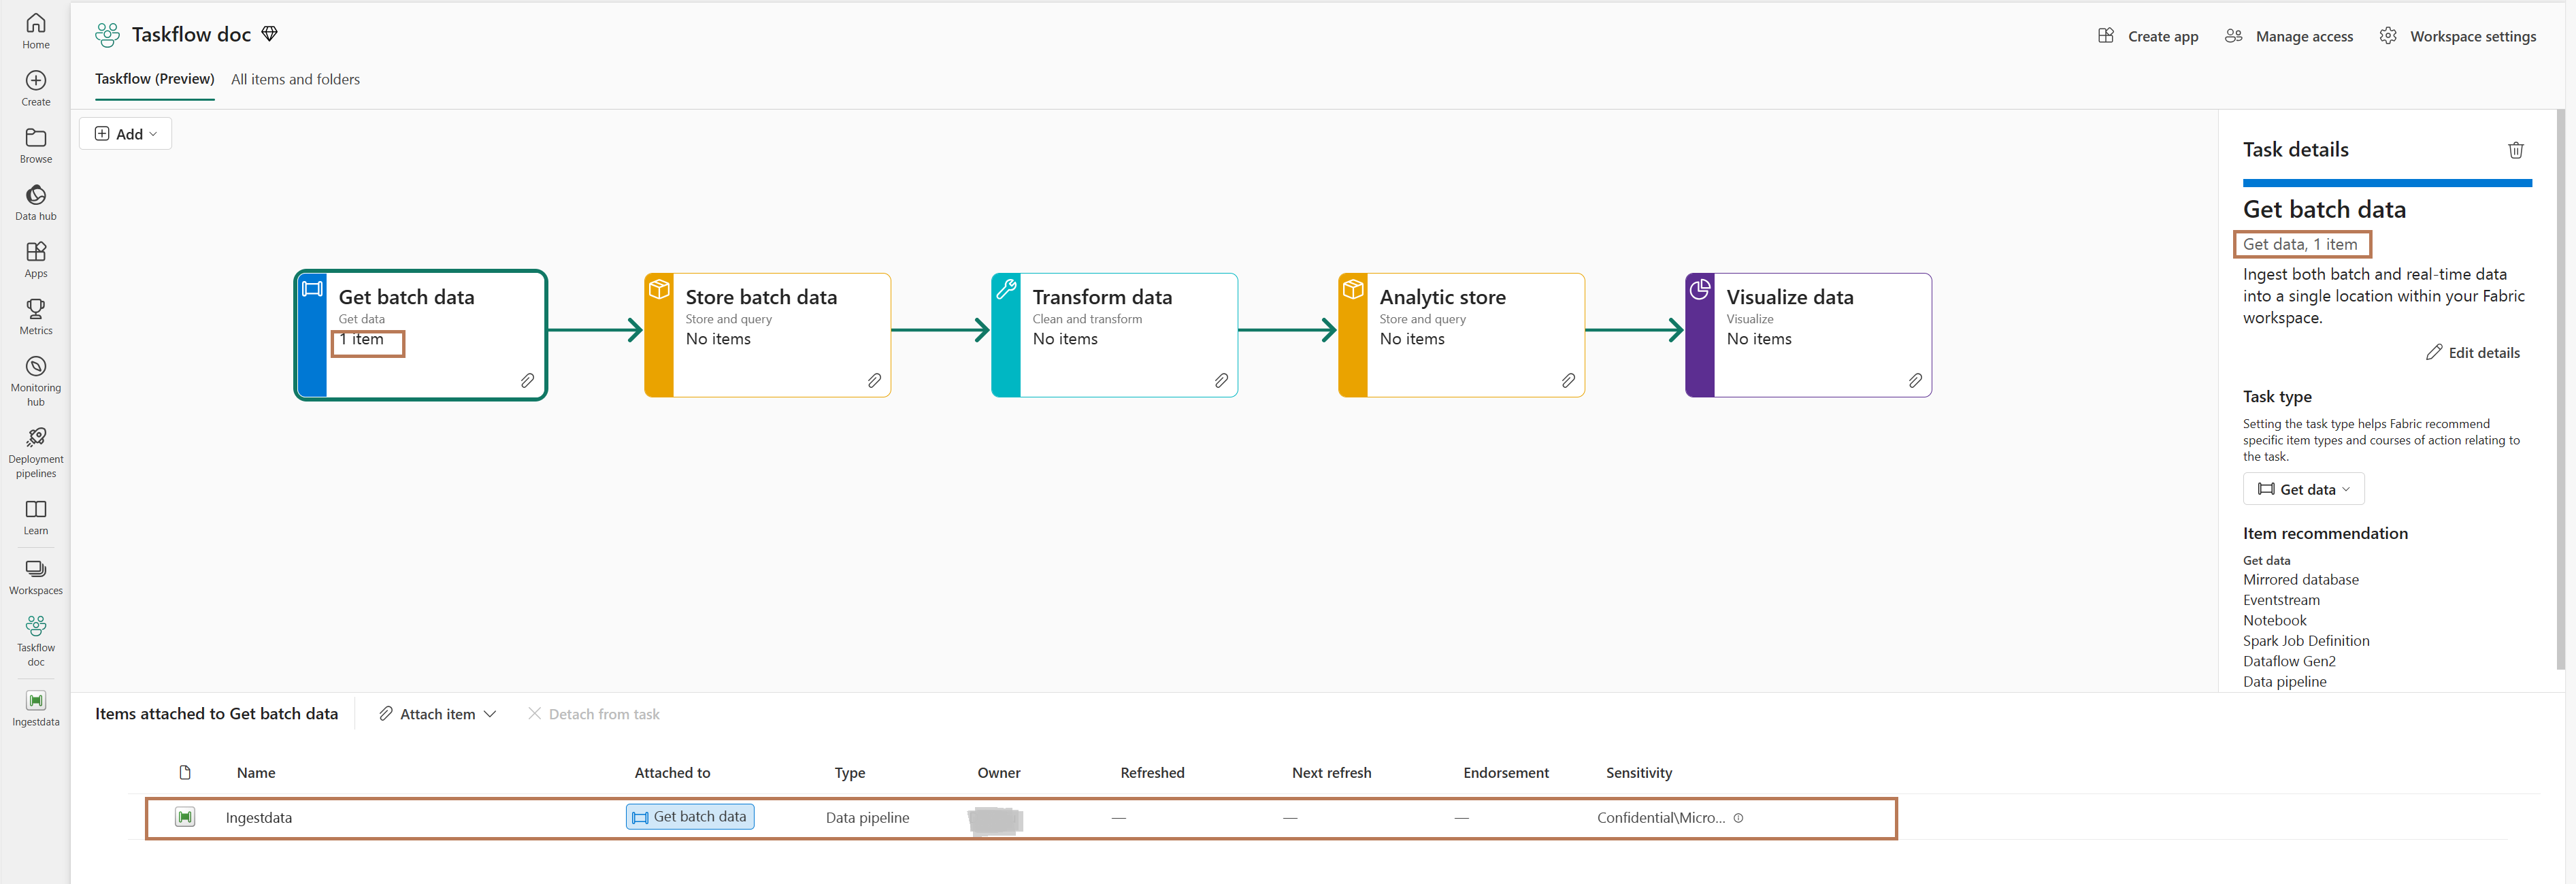 Home
Create
Browse
Data hub
Apps
Metrics
Monitoring
hub
Deployment
pipelines
Learn
Workspaces
Taskflow
doc
Ingestdata
Taskflow doc
Create app
Manage access
Workspace settings
Taskflow (Preview)
All items and folders
Add
Get batch data
Get data
1 item
Store batch data
Store and query
No items
Transform data
Clean and transform
No items
Analytic store
Store and query
No items
Visualize data
Visualize
No items
Task details
Get batch data
Get data, 1 item
Ingest both batch and real-time data
into a single location within your Fabric
workspace.
Edit details
Task type
Setting the task type helps Fabric recommend
specific item types and courses of action relating to
the task.
Get data
Item recommendation
Get data
Mirrored database
Eventstream
Notebook
Spark Job Definition
Dataflow Gen2
Data pipeline
Items attached to Get batch data
Attach item
Detach from task
Name Attached to Type Owner Refreshed Next refresh Endorsement Sensitivity
Ingestdata Get batch data Data pipeline — — — Confidential\Micro...